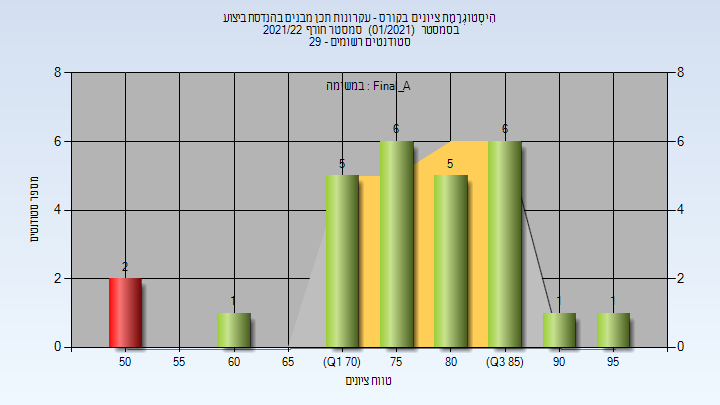 היסטוגרמת ציונים בקורס - עקרונות תכן מבנים בהנדסת ביצוע
בסמסטר (01/2021) סמסטר חורף 2021/22
סטודנטים רשומים - 29
במשימה : Final_A
8 8
6 6
4 4
2 2
0 0
מספר סטודנטים
2 1 5 6 5 6 1 1
50 55 60 65 (Q1 70) 75 80 (Q3 85) 90 95
טווח ציונים